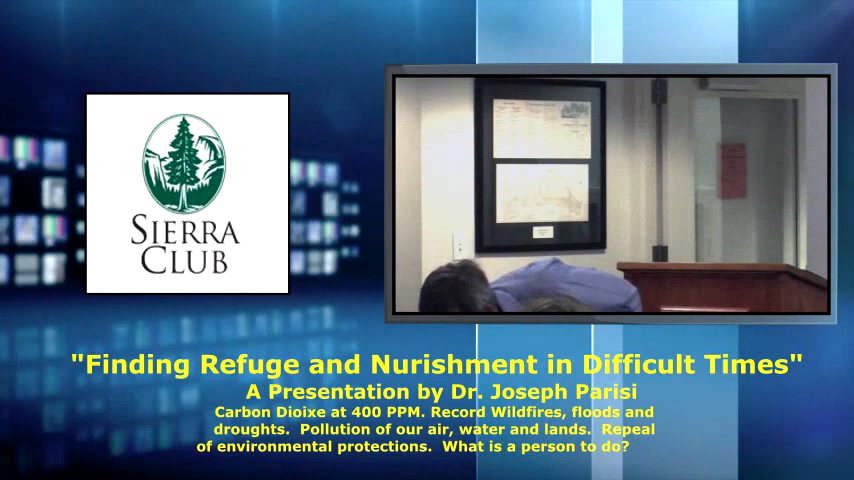 SIERRA
CLUB
"Finding Refuge and Nurishment in Difficult Times"
A Presentation by Dr. Joseph Parisi
Carbon Dioixe at 400 PPM. Record Wildfires, floods and
droughts. Pollution of our air, water and lands. Repeal
of environmental protections. What is a person to do?